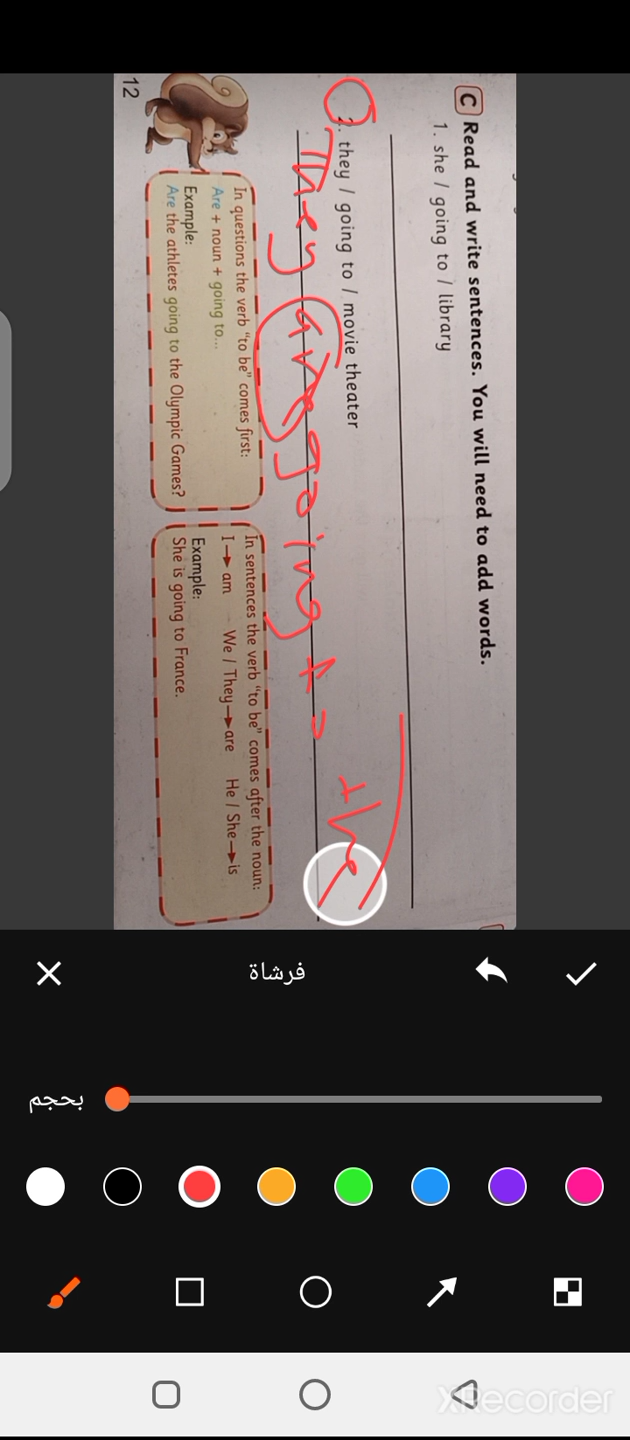 C Read and write sentences. You will need to add words.
1. she / going to / library
2. they / going to / movie theater
They are going to the
In questions the verb "to be" comes first:
Are + noun + going to...
Example:
Are the athletes going to the Olympic Games?
In sentences the verb "to be" comes after the noun:
I→ am We / They→are He / She→is
Example:
She is going to France.
12
فرشاة
بحجم
XRecorder